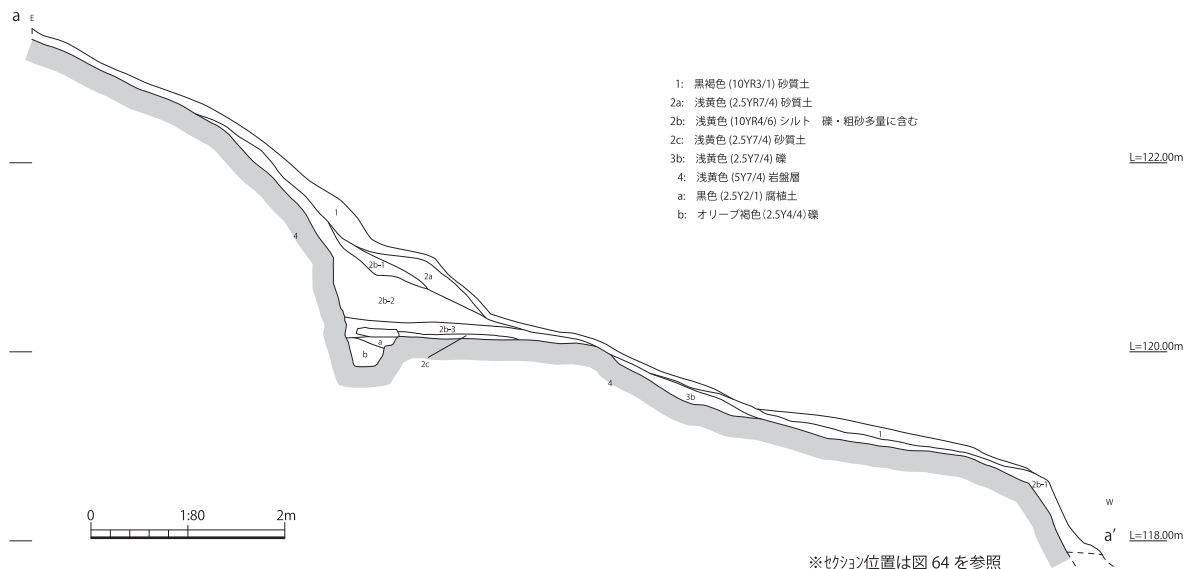 a E
1: 黒褐色 (10YR3/1) 砂質土
2a: 浅黄色 (2.5YR7/4) 砂質土
2b: 浅黄色 (10YR4/6) シルト 礫・粗砂多量に含む
2c: 浅黄色 (2.5Y7/4) 砂質土
3b: 浅黄色 (2.5Y7/4) 礫
4: 浅黄色 (5Y7/4) 岩盤層
a: 黒色 (2.5Y2/1) 腐植土
b: オリーブ褐色(2.5Y4/4)礫
L=122.00m
1
4
2b-1
2a
2b-2
2b-3
a
b
2c
L=120.00m
4
3b
1
2b-1
W
a′
L=118.00m
0 1:80 2m
※セクション位置は図 64 を参照